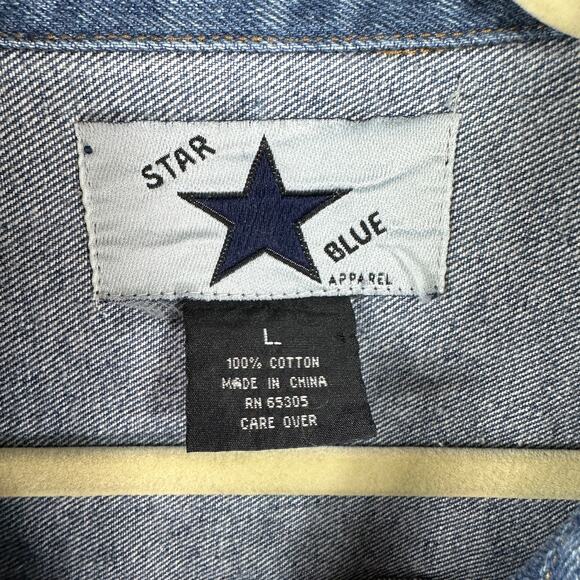 STAR
BLUE
APPAREL
L
100% COTTON
MADE IN CHINA
RN 65305
CARE OVER